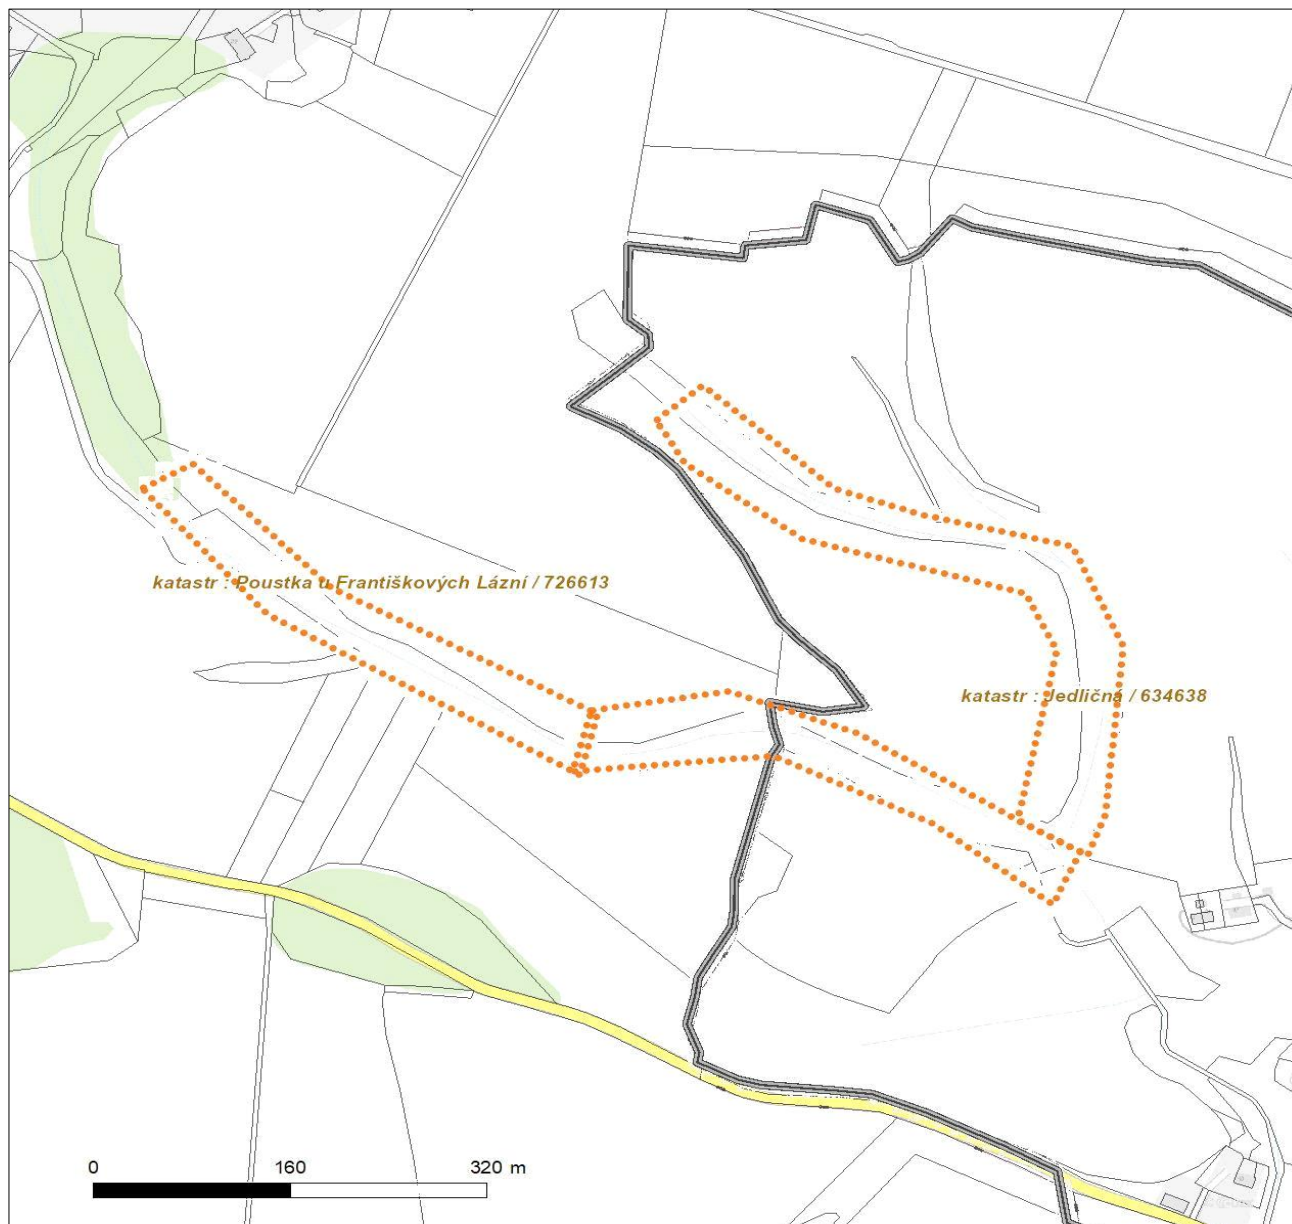 katastr : Poustka u Františkových Lázní / 726613
katastr : Jedličná / 634638
0 160 320 m